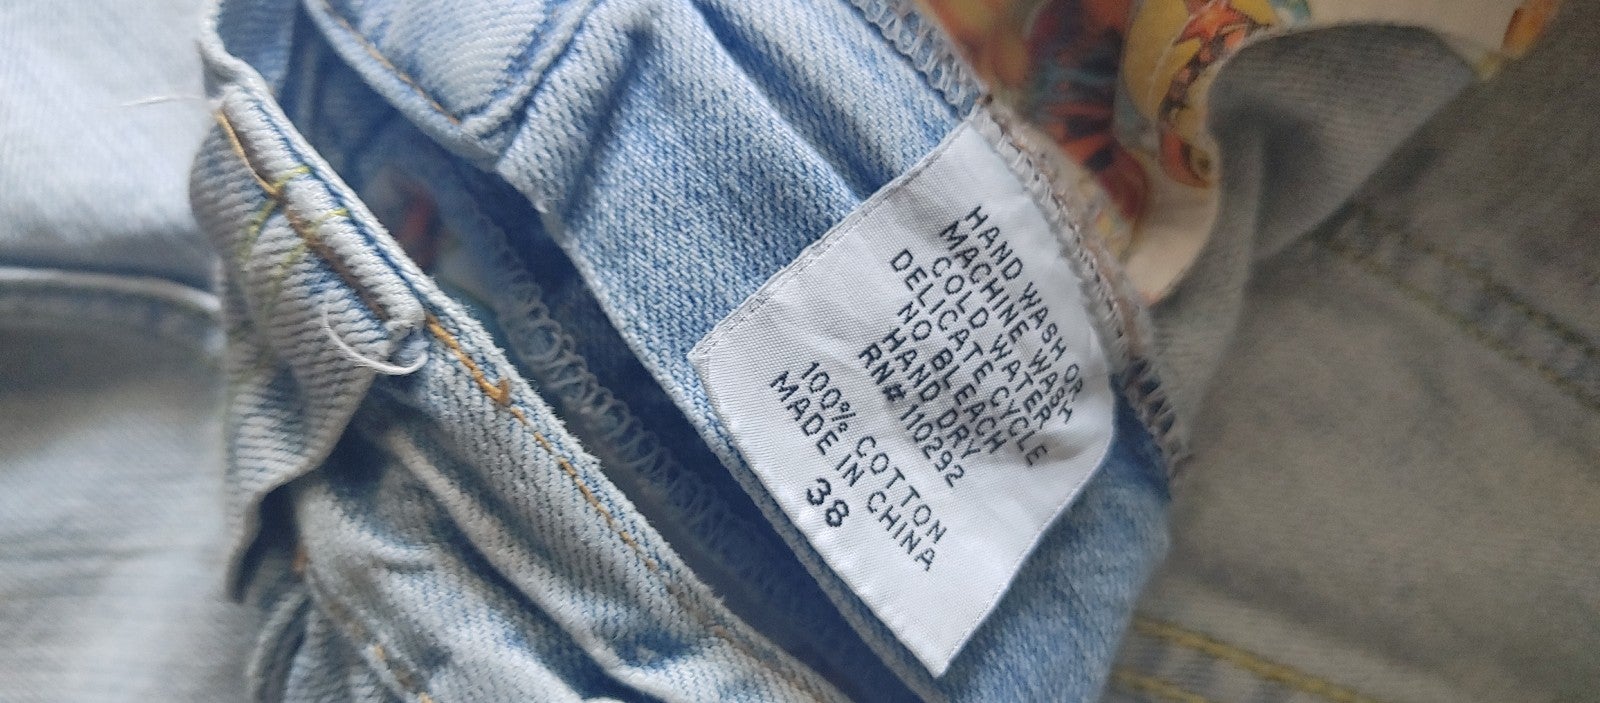 HAND WASH OR
MACHINE WASH
COLD WATER
DELICATE CYCLE
NO BLEACH
HAND DRY
RN# 110292
100% COTTON
MADE IN CHINA
38